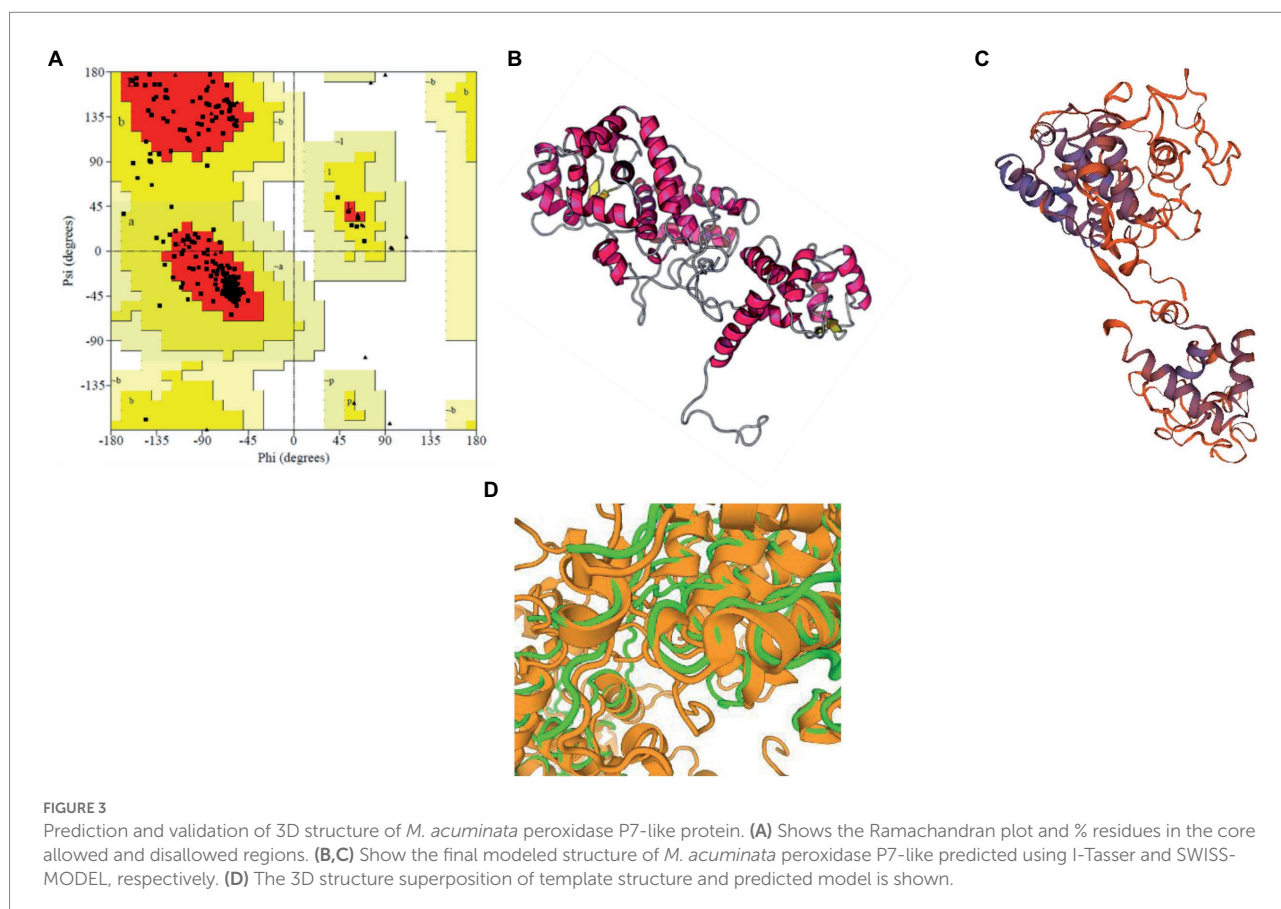 A
B
C
180
135
90
45
0
-45
-90
-135
Psi (degrees)
b
~b
~b
b
~l
l
a
~a
~b
b
~p
p
~b
-180 -135 -90 -45 0 45 90 135 180
Phi (degrees)
D
FIGURE 3
Prediction and validation of 3D structure of M. acuminata peroxidase P7-like protein. (A) Shows the Ramachandran plot and % residues in the core
allowed and disallowed regions. (B,C) Show the final modeled structure of M. acuminata peroxidase P7-like predicted using I-Tasser and SWISS-
MODEL, respectively. (D) The 3D structure superposition of template structure and predicted model is shown.